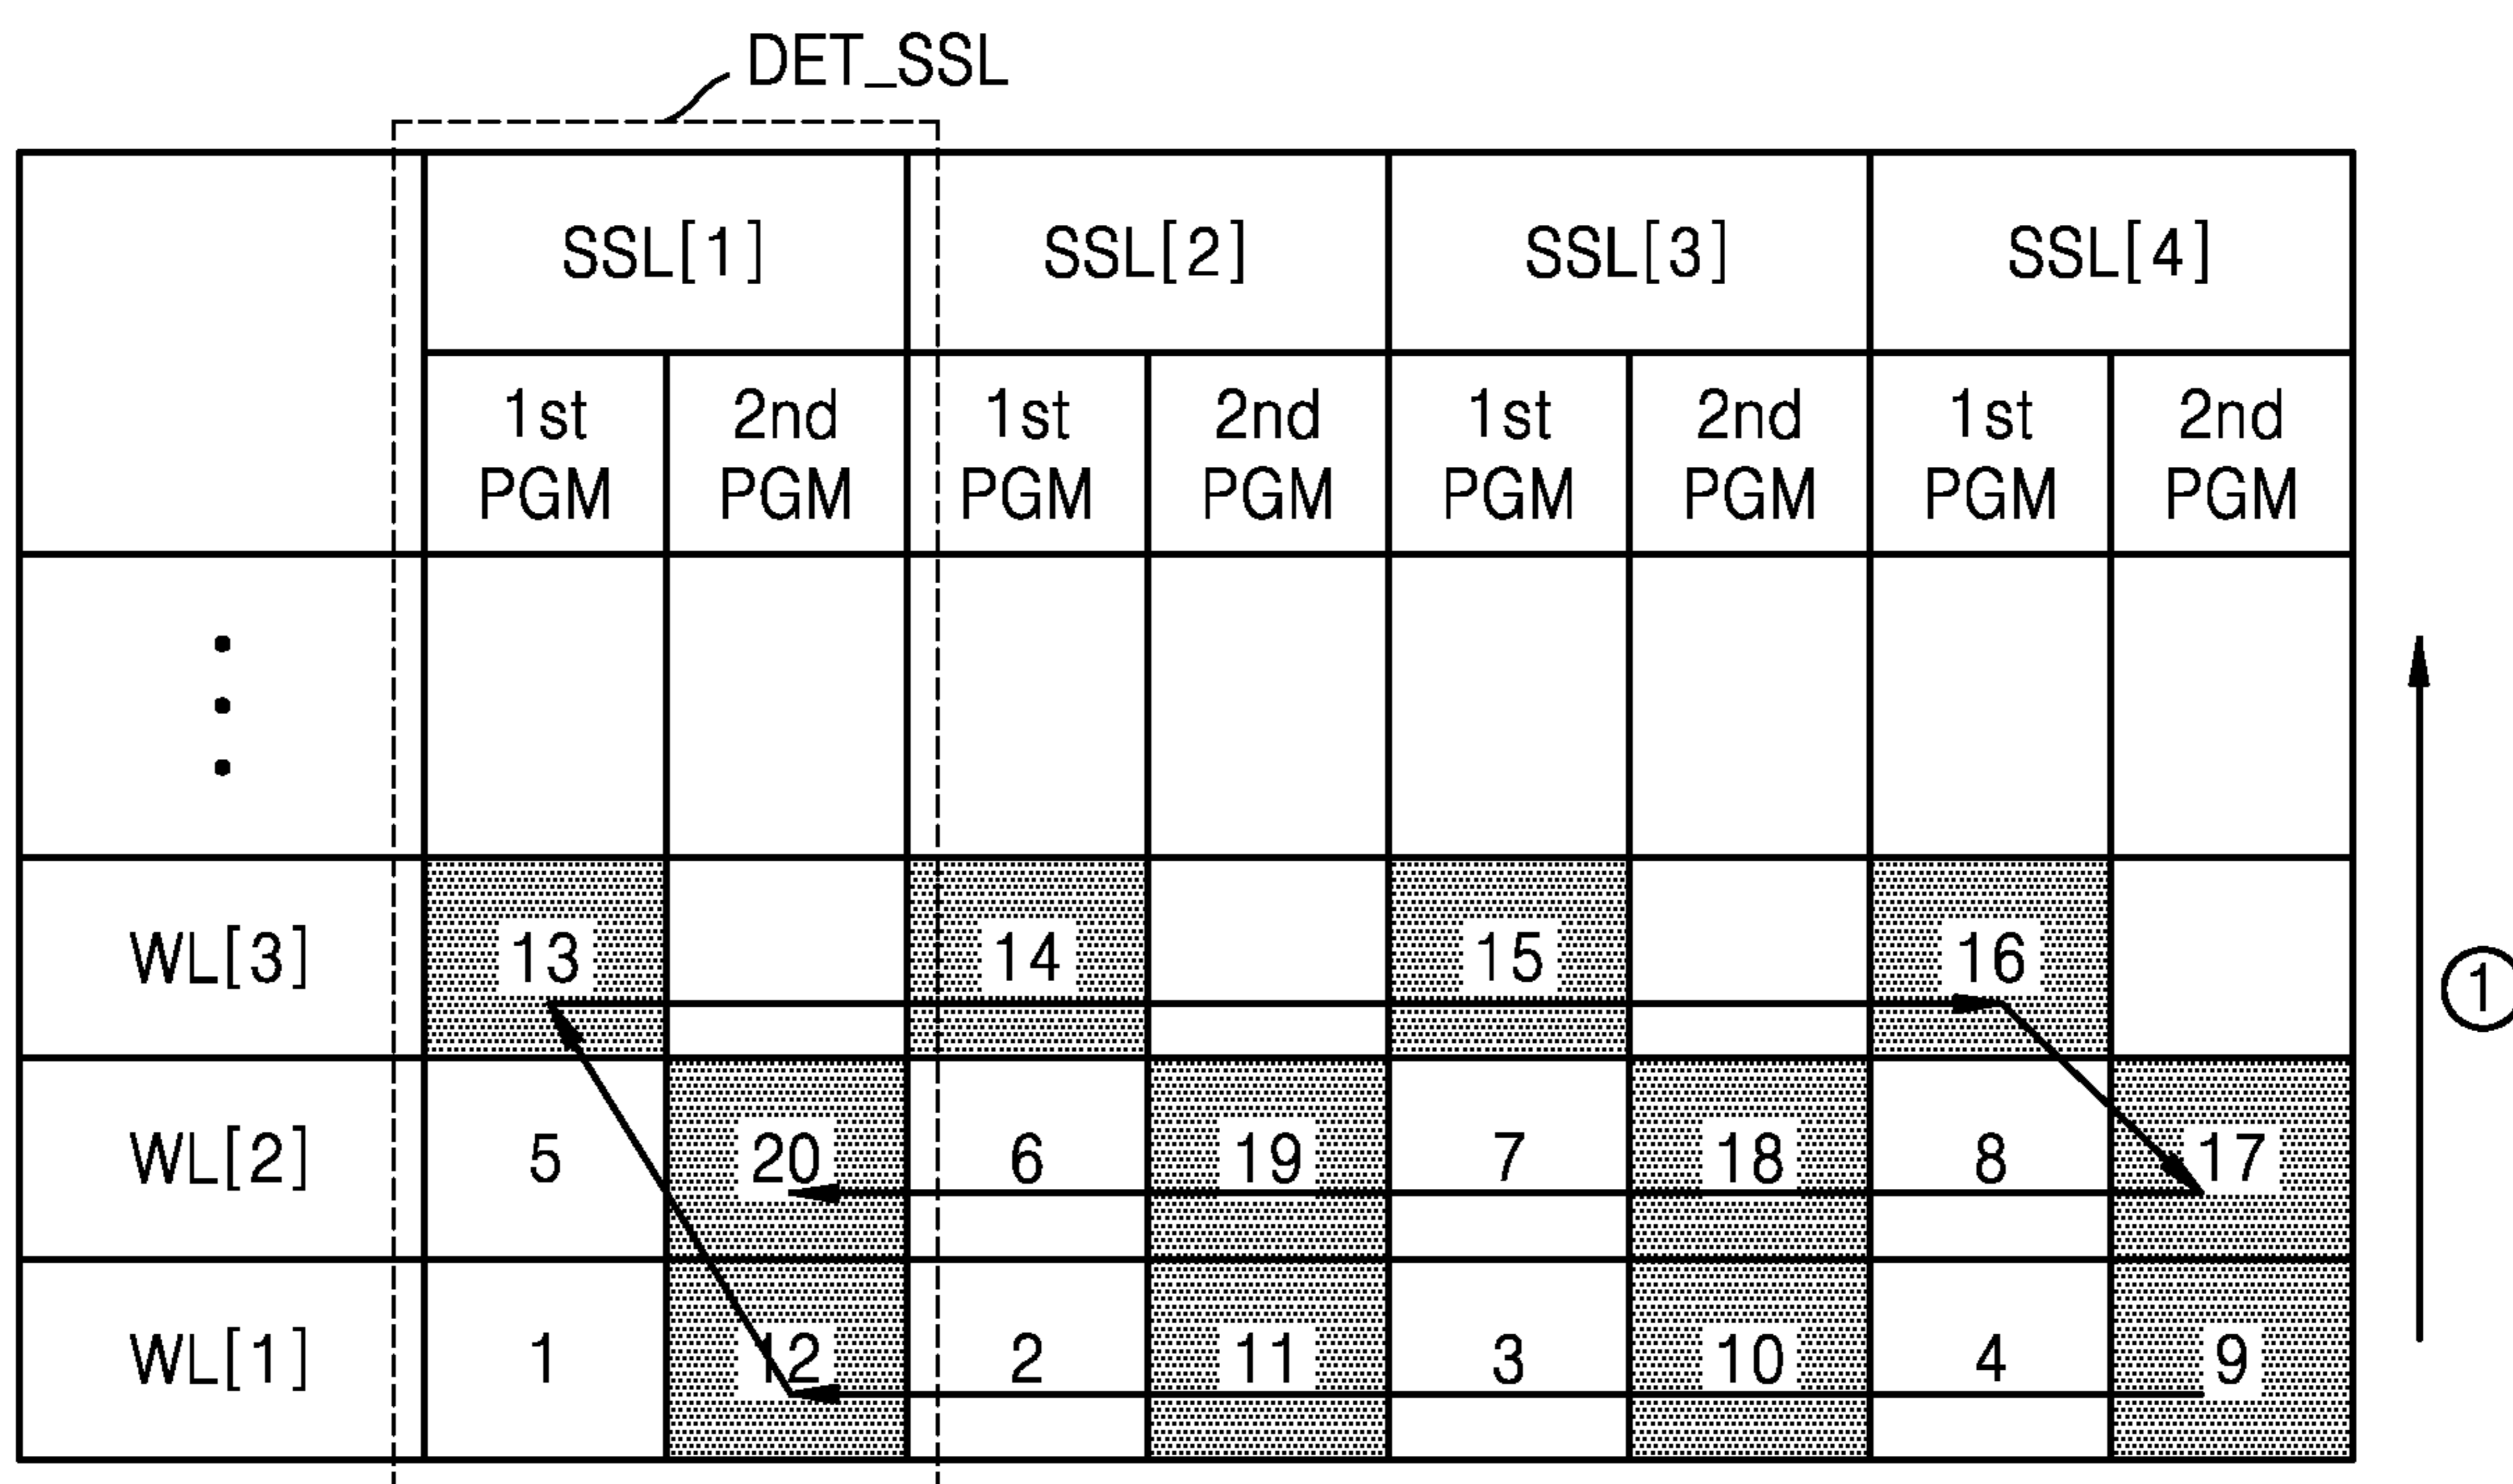 DET_SSL
SSL[1] SSL[2] SSL[3] SSL[4]
1st 2nd 1st 2nd 1st 2nd 1st 2nd
PGM PGM PGM PGM PGM PGM PGM PGM
WL[3] 13 14 15 16
①
WL[2] 5 20 6 19 7 18 8 17
WL[1] 1 12 2 11 3 10 4 9